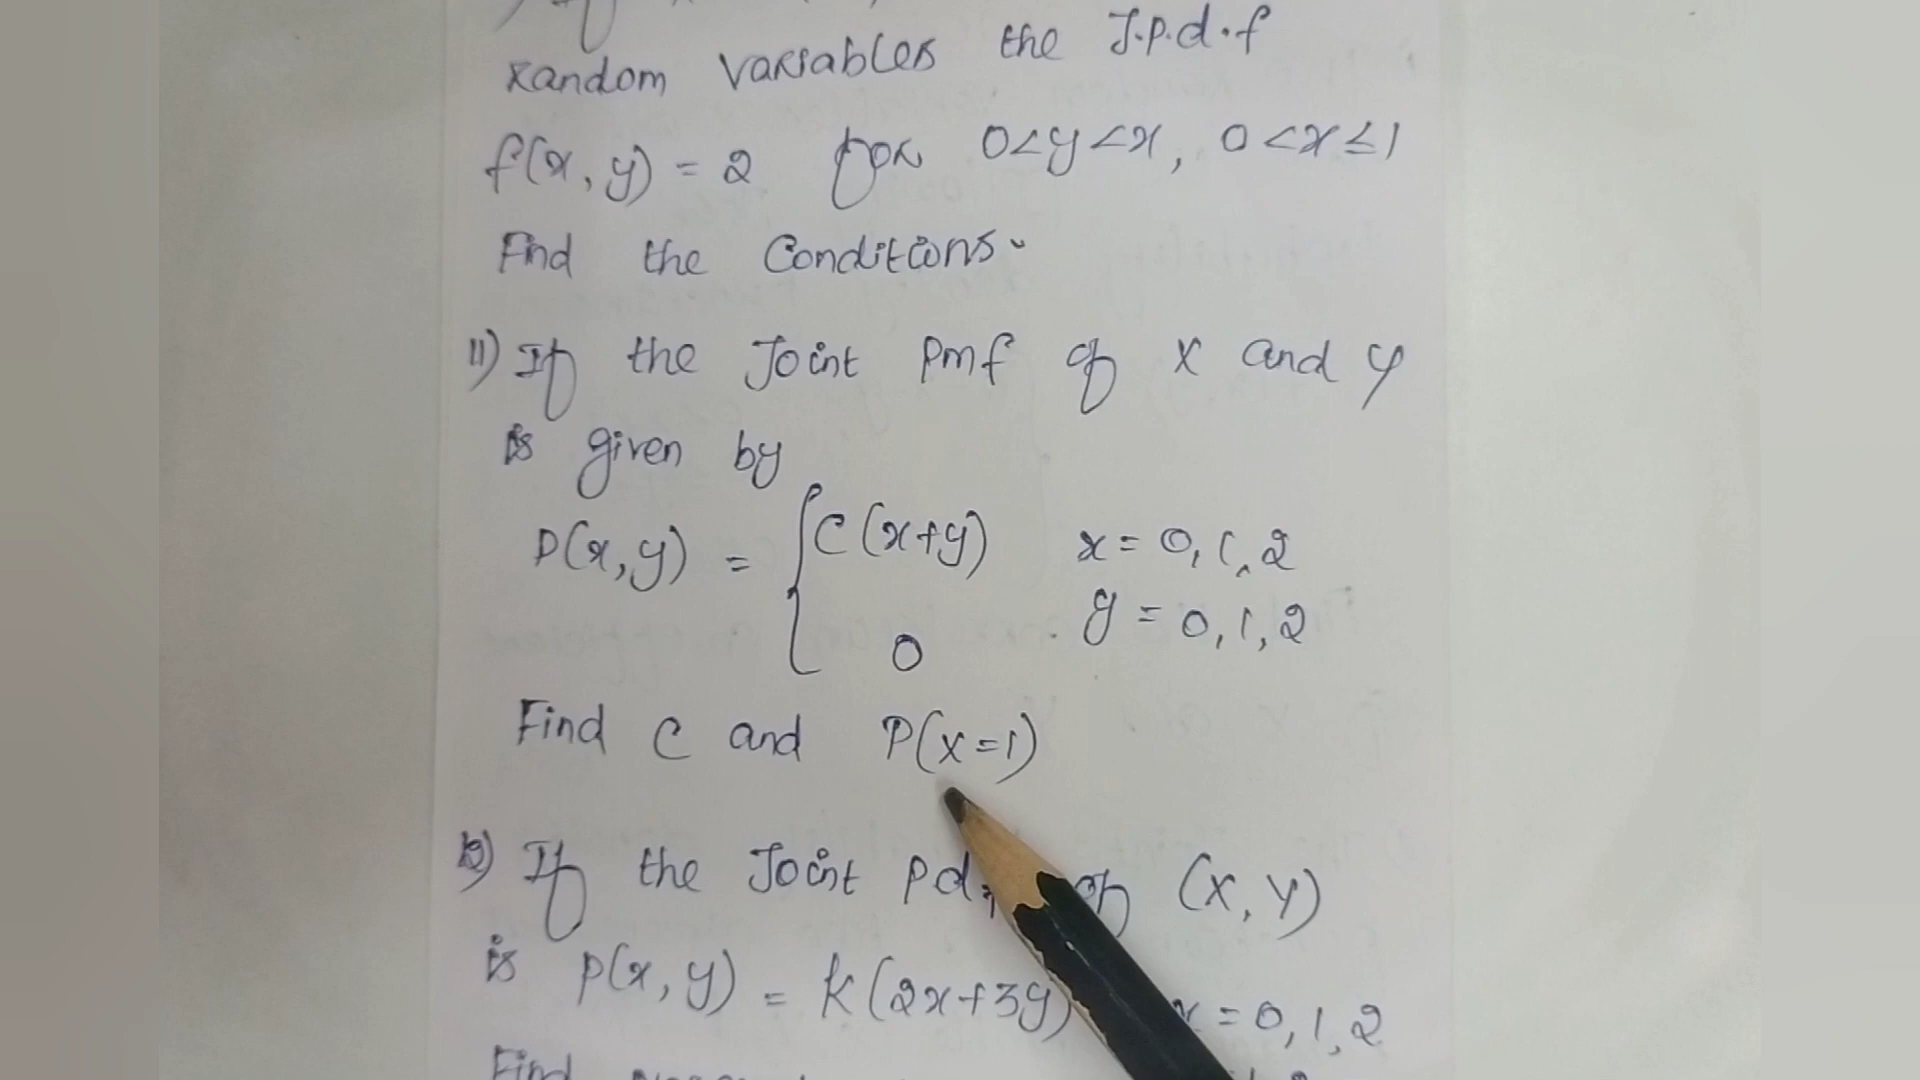 Random variables the J.P.d.f
f(x, y) = 2 for 0<y<x, 0<x≤1
Find the Conditions.
11) If the Joint Pmf of X and Y
is given by
P(x,y) = { C(x+y) x = 0,1,2
0 y = 0,1,2
Find C and P(x=1)
12) If the Joint Pd of (X, Y)
is P(x, y) = K(2x+3y) x = 0,1,2
Find